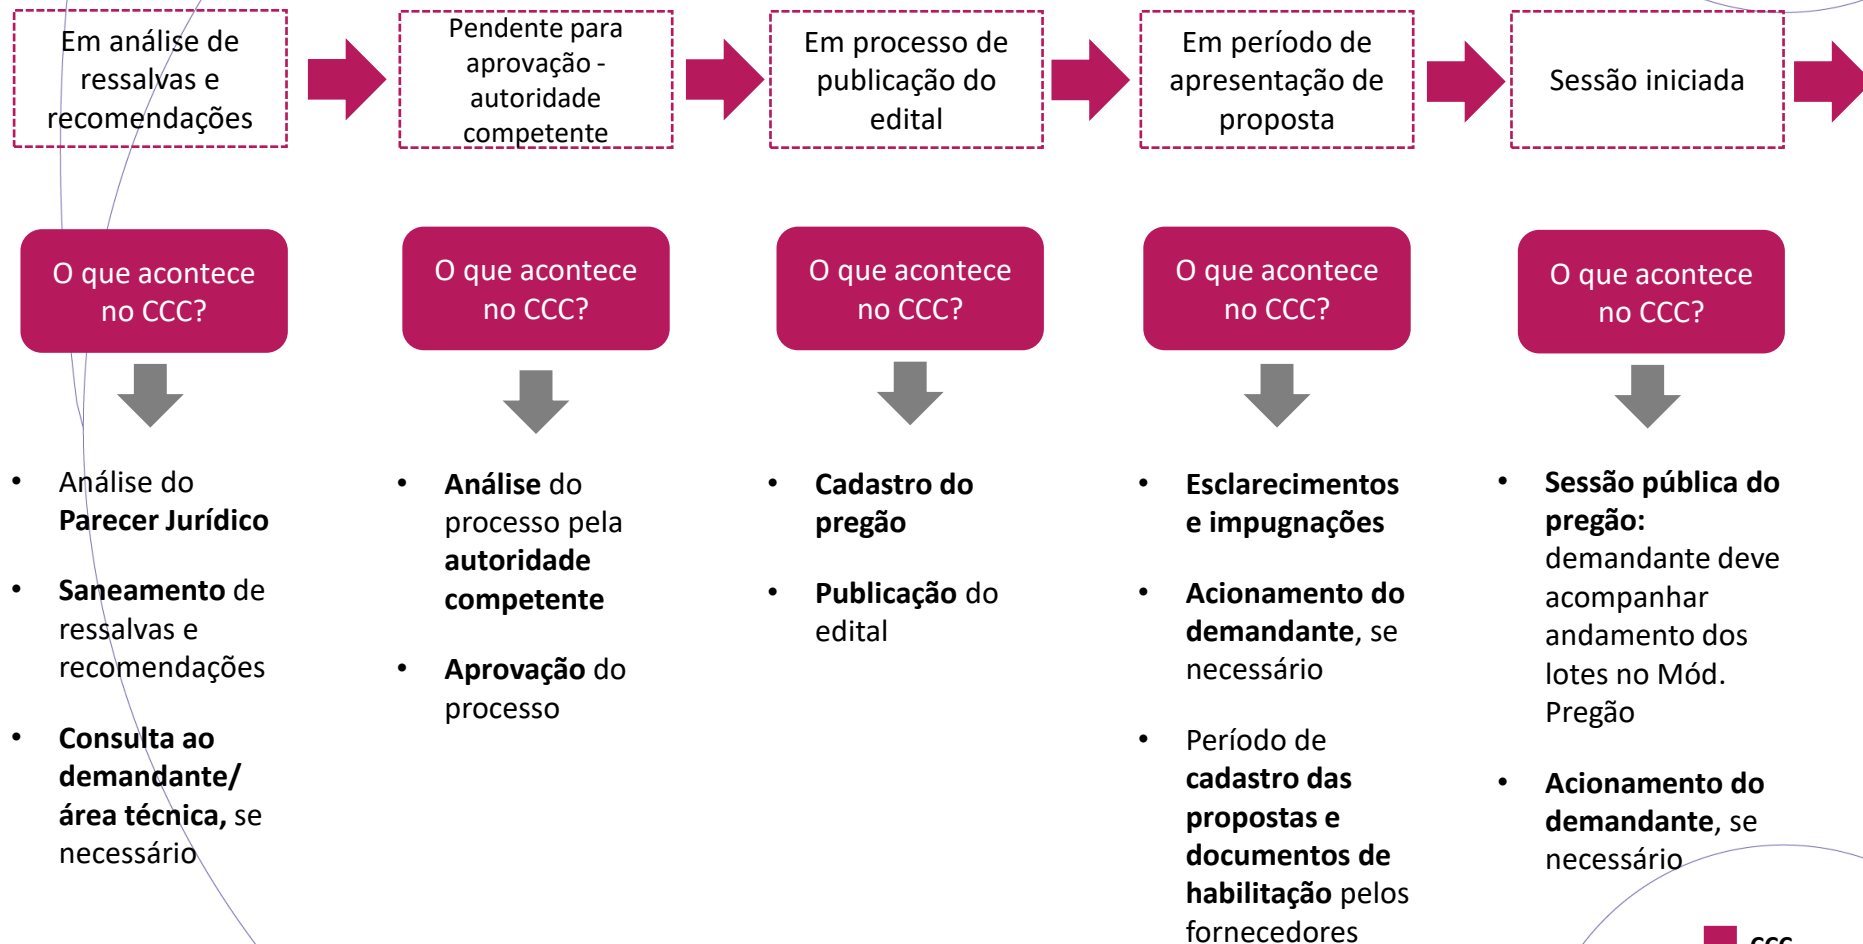 Em análise de
ressalvas e
recomendações
Pendente para
aprovação -
autoridade
competente
Em processo de
publicação do
edital
Em período de
apresentação de
proposta
Sessão iniciada
O que acontece
no CCC?
O que acontece
no CCC?
O que acontece
no CCC?
O que acontece
no CCC?
O que acontece
no CCC?
• Análise do
Parecer Jurídico
• Saneamento de
ressalvas e
recomendações
• Consulta ao
demandante/
área técnica, se
necessário
• Análise do
processo pela
autoridade
competente
• Aprovação do
processo
• Cadastro do
pregão
• Publicação do
edital
• Esclarecimentos
e impugnações
• Acionamento do
demandante, se
necessário
• Período de
cadastro das
propostas e
documentos de
habilitação pelos
fornecedores
• Sessão pública do
pregão:
demandante deve
acompanhar
andamento dos
lotes no Mód.
Pregão
• Acionamento do
demandante, se
necessário
CCC